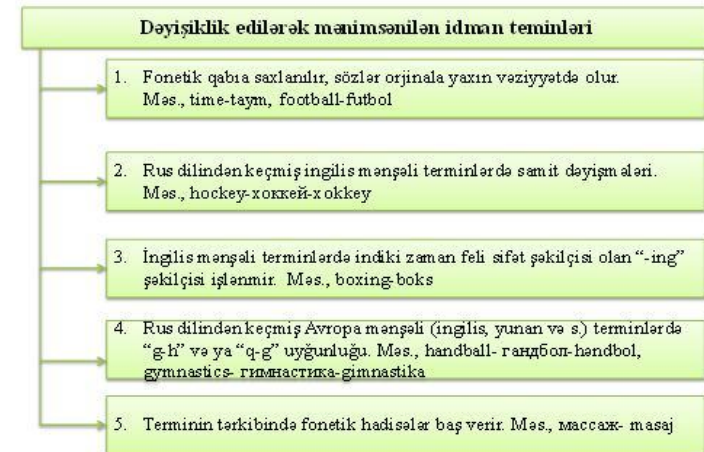 Dəyişiklik edilərək mənimsənilən idman teminləri
1. Fonetik qabıa saxlanılır, sözlər orjinala yaxın vəziyyətdə olur.
Məs., time-taym, football-futbol
2. Rus dilindən keçmiş ingilis mənşəli terminlərdə samit dəyişmələri.
Məs., hockey-хоккей-xokkey
3. İngilis mənşəli terminlərdə indiki zaman feli sifət şəkilçisi olan “-ing”
şəkilçisi işlənmir. Məs., boxing-boks
4. Rus dilindən keçmiş Avropa mənşəli (ingilis, yunan və s.) terminlərdə
“g-h” və ya “q-g” uyğunluğu. Məs., handball- гандбол-həndbol,
gymnastics- гимнастика-gimnastika
5. Terminin tərkibində fonetik hadisələr baş verir. Məs., массаж- masaj